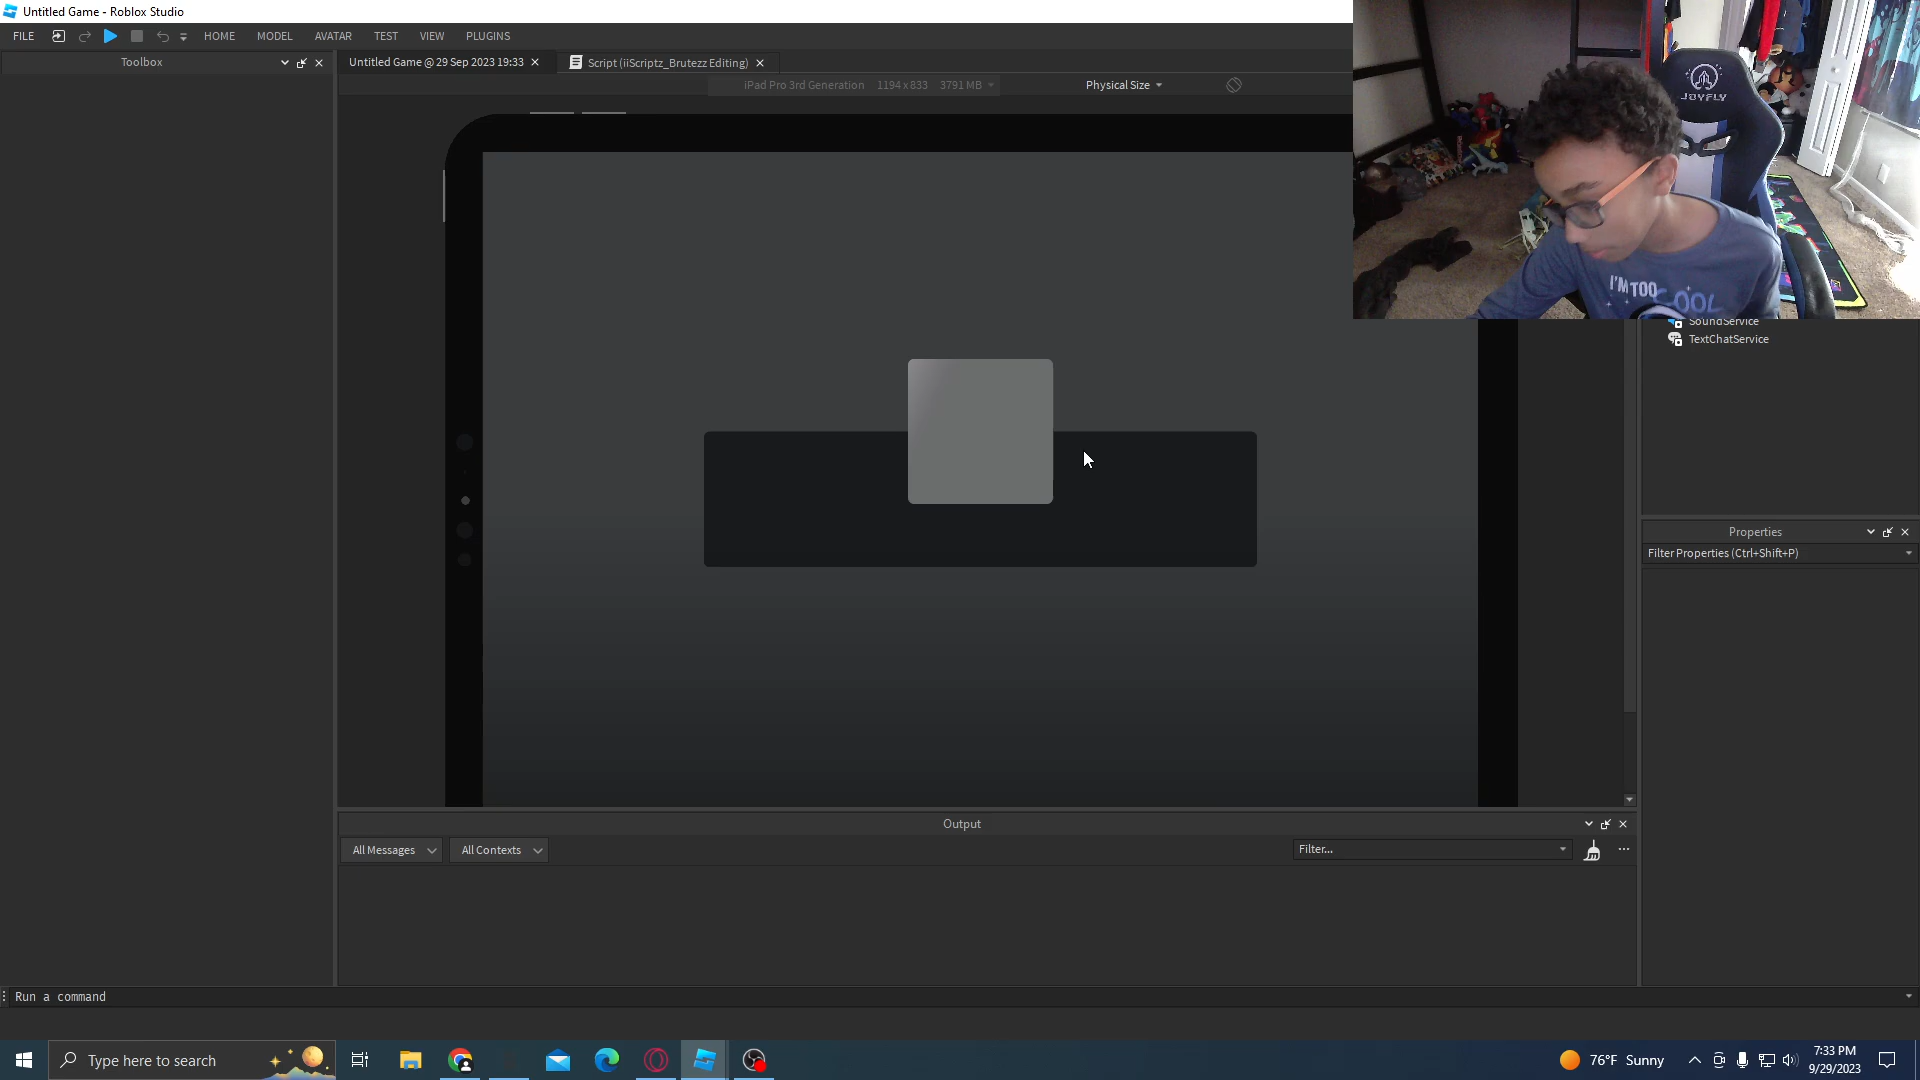 Untitled Game - Roblox Studio
FILE HOME MODEL AVATAR TEST VIEW PLUGINS
Toolbox
Untitled Game @ 29 Sep 2023 19:33
Script (iiScriptz_Brutezz Editing)
iPad Pro 3rd Generation 1194 x 833 3791 MB
Physical Size
JOYFLY
I'M TOO
COOL
SoundService
TextChatService
Properties
Filter Properties (Ctrl+Shift+P)
Output
All Messages
All Contexts
Filter...
Run a command
Type here to search
76°F Sunny
7:33 PM
9/29/2023